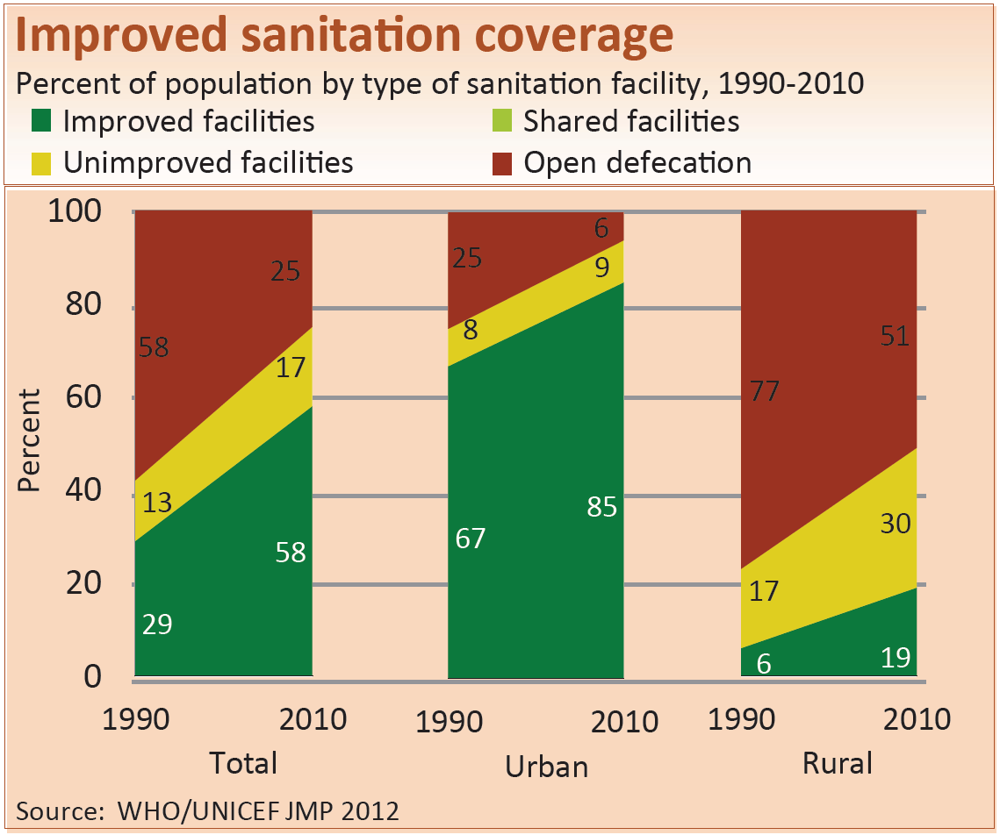 Improved sanitation coverage
Percent of population by type of sanitation facility, 1990-2010
Improved facilities
Shared facilities
Unimproved facilities
Open defecation
Percent
100
80
60
40
20
0
58
25
13
17
29
58
25
6
8
9
67
85
77
51
17
30
6
19
1990 2010
1990 2010
1990 2010
Total
Urban
Rural
Source: WHO/UNICEF JMP 2012